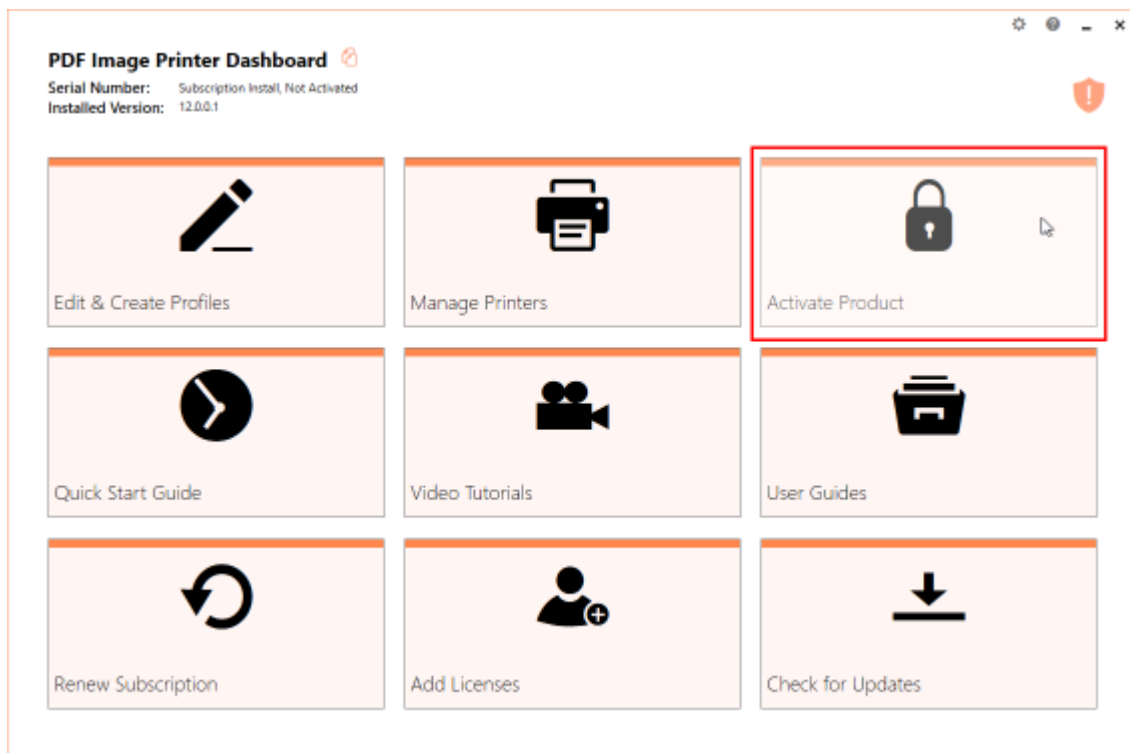 PDF Image Printer Dashboard
Serial Number: Subscription Install, Not Activated
Installed Version: 12.0.0.1
Edit & Create Profiles
Manage Printers
Activate Product
Quick Start Guide
Video Tutorials
User Guides
Renew Subscription
Add Licenses
Check for Updates